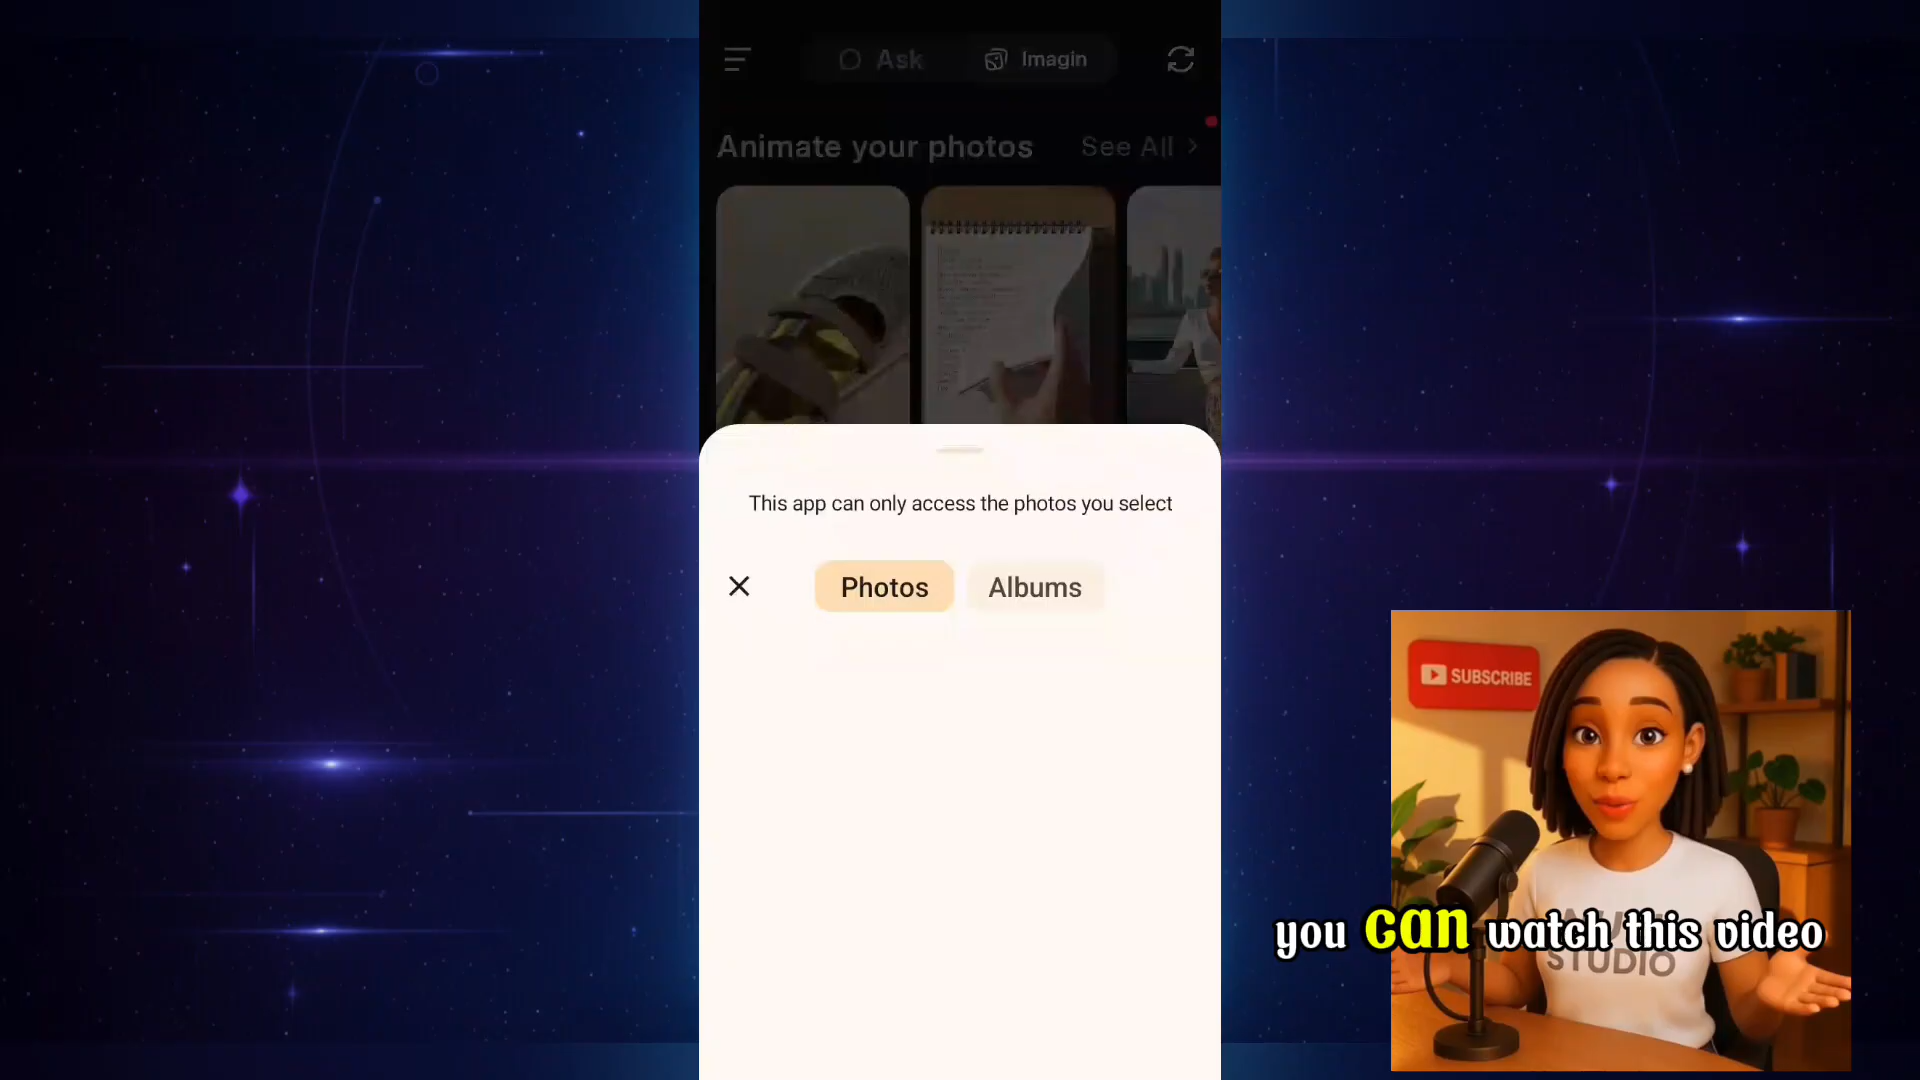 Ask
Imagin
Animate your photos
See All
This app can only access the photos you select
Photos
Albums
SUBSCRIBE
you can watch this video
STUDIO